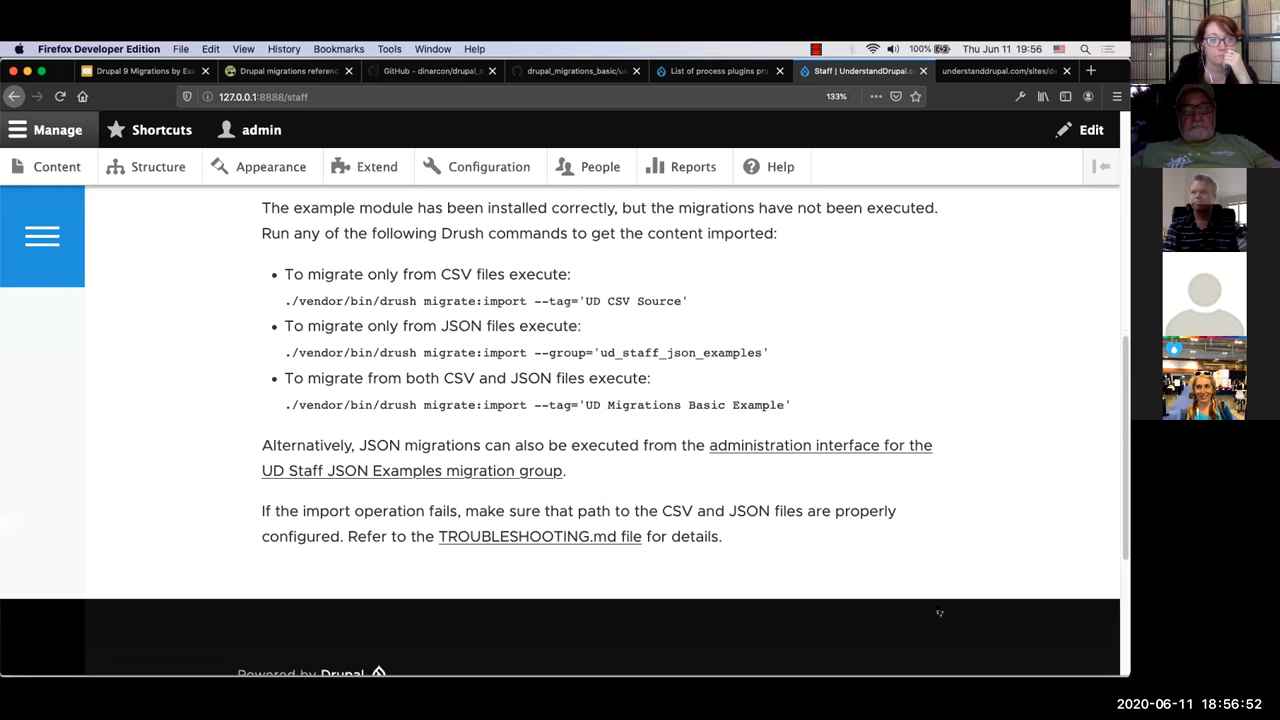 Firefox Developer Edition File Edit View History Bookmarks Tools Window Help 100% Thu Jun 11 19:56
Drupal 9 Migrations by Ex Drupal migrations referenc GitHub - dinarcon/drupal_m drupal_migrations_basic/u List of process plugins pro Staff | UnderstandDrupal.c understanddrupal.com/sites/de
127.0.0.1:8888/staff 133%
Manage Shortcuts admin Edit
Content Structure Appearance Extend Configuration People Reports Help
The example module has been installed correctly, but the migrations have not been executed.
Run any of the following Drush commands to get the content imported:
• To migrate only from CSV files execute:
./vendor/bin/drush migrate:import --tag='UD CSV Source'
• To migrate only from JSON files execute:
./vendor/bin/drush migrate:import --group='ud_staff_json_examples'
• To migrate from both CSV and JSON files execute:
./vendor/bin/drush migrate:import --tag='UD Migrations Basic Example'
Alternatively, JSON migrations can also be executed from the administration interface for the
UD Staff JSON Examples migration group.
If the import operation fails, make sure that path to the CSV and JSON files are properly
configured. Refer to the TROUBLESHOOTING.md file for details.
Powered by Drupal
2020-06-11 18:56:52